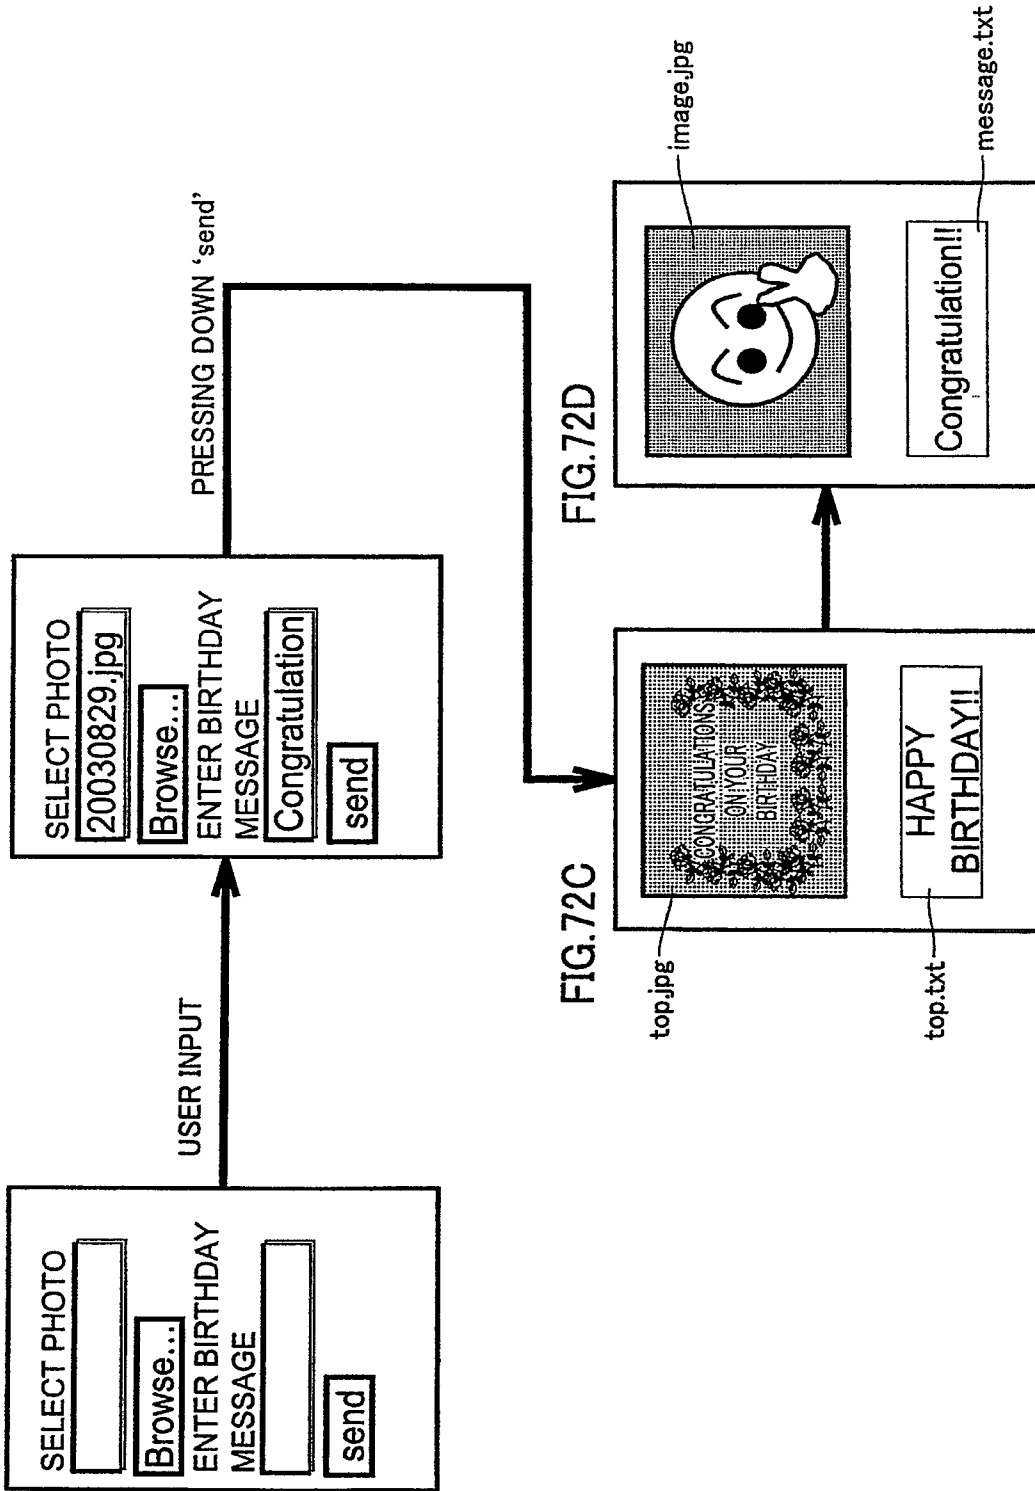 SELECT PHOTO
Browse...
ENTER BIRTHDAY
MESSAGE
send
USER INPUT
SELECT PHOTO
20030829.jpg
Browse...
ENTER BIRTHDAY
MESSAGE
Congratulation
send
PRESSING DOWN ‘send’
FIG.72C
top.jpg
CONGRATULATIONS
ON YOUR
BIRTHDAY
top.txt
HAPPY
BIRTHDAY!!
FIG.72D
image.jpg
Congratulation!!
message.txt